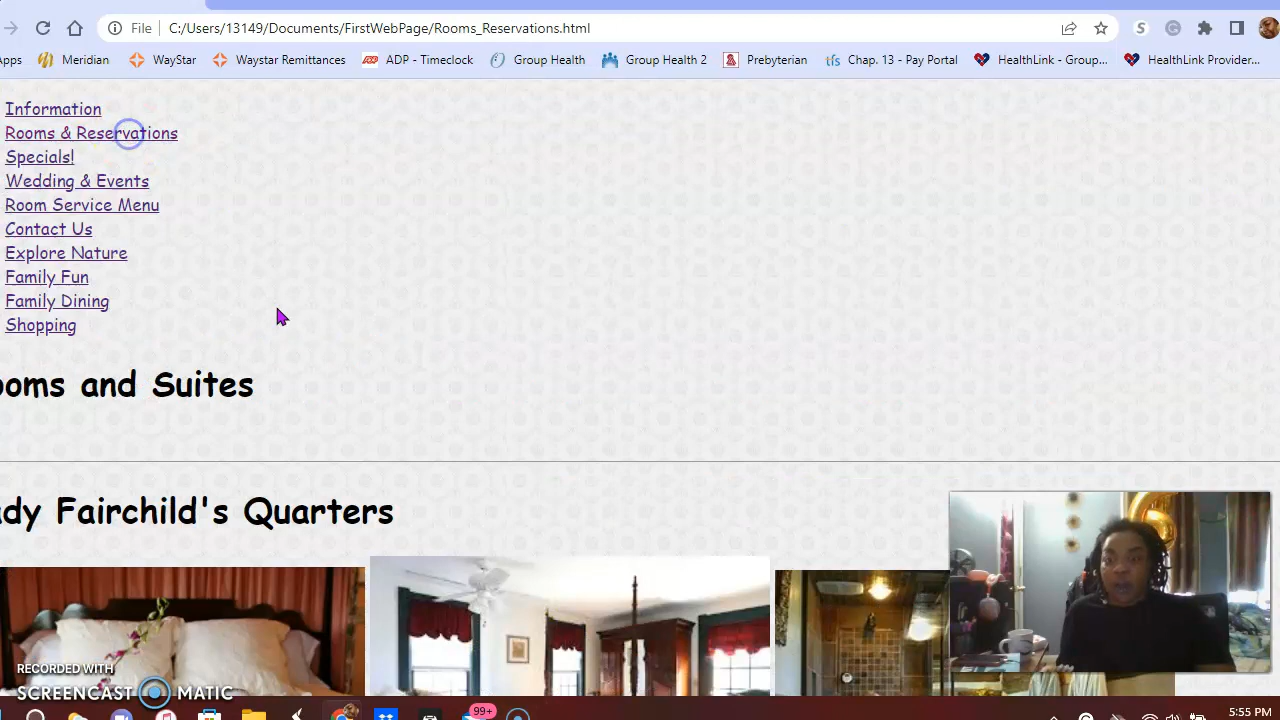 File C:/Users/13149/Documents/FirstWebPage/Rooms_Reservations.html
Apps Meridian WayStar Waystar Remittances ADP - Timeclock Group Health Group Health 2 Prebyterian Chap. 13 - Pay Portal HealthLink - Group... HealthLink Provider...
Information
Rooms & Reservations
Specials!
Wedding & Events
Room Service Menu
Contact Us
Explore Nature
Family Fun
Family Dining
Shopping
ooms and Suites
dy Fairchild's Quarters
RECORDED WITH
SCREENCAST MATIC
99+
5:55 PM